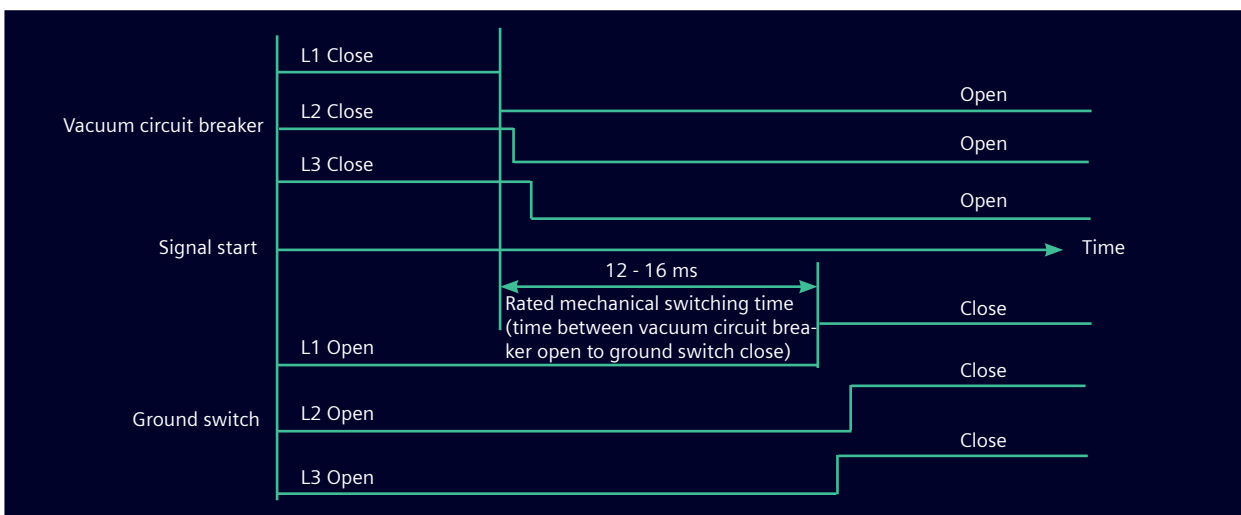 L1 Close
Open
L2 Close
Vacuum circuit breaker
Open
L3 Close
Open
Signal start
Time
12 - 16 ms
Rated mechanical switching time
(time between vacuum circuit brea-
ker open to ground switch close)
Close
L1 Open
Close
L2 Open
Ground switch
Close
L3 Open